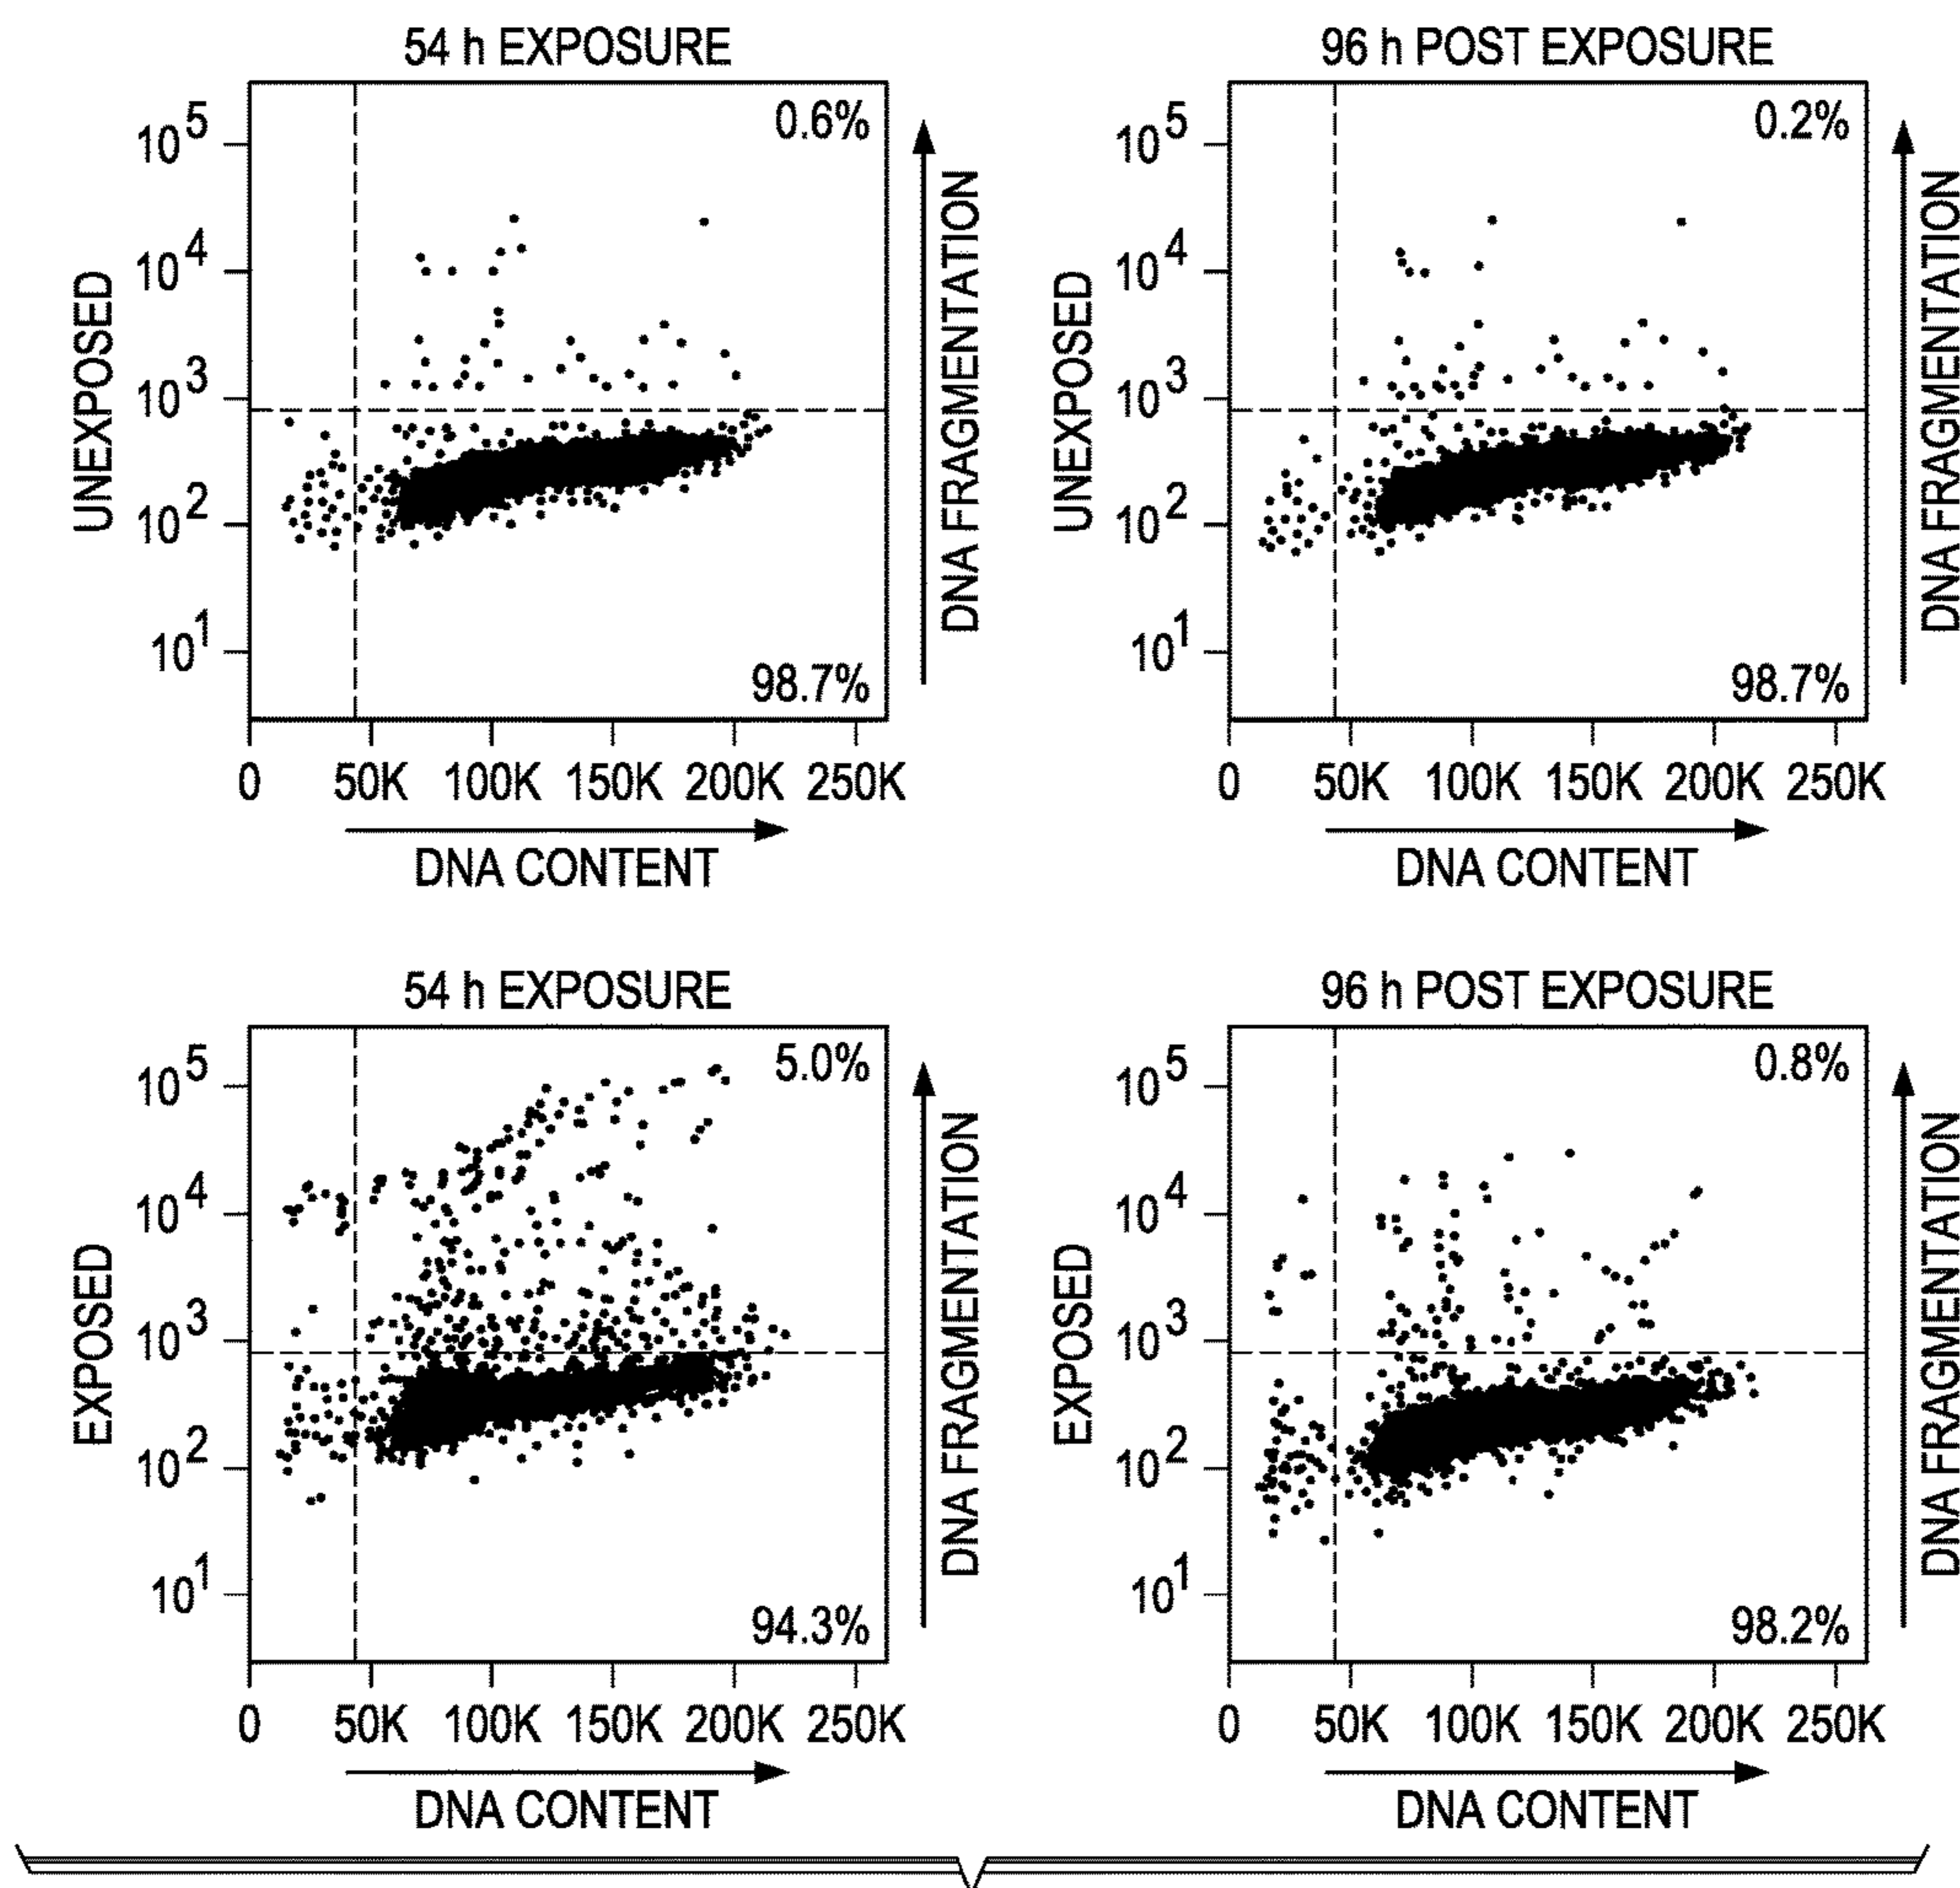 54 h EXPOSURE
0.6%
10^5
10^4
10^3
10^2
10^1
UNEXPOSED
98.7%
DNA FRAGMENTATION
0 50K 100K 150K 200K 250K
DNA CONTENT
96 h POST EXPOSURE
0.2%
10^5
10^4
10^3
10^2
10^1
UNEXPOSED
98.7%
DNA FRAGMENTATION
0 50K 100K 150K 200K 250K
DNA CONTENT
54 h EXPOSURE
5.0%
10^5
10^4
10^3
10^2
10^1
EXPOSED
94.3%
DNA FRAGMENTATION
0 50K 100K 150K 200K 250K
DNA CONTENT
96 h POST EXPOSURE
0.8%
10^5
10^4
10^3
10^2
10^1
EXPOSED
98.2%
DNA FRAGMENTATION
0 50K 100K 150K 200K 250K
DNA CONTENT